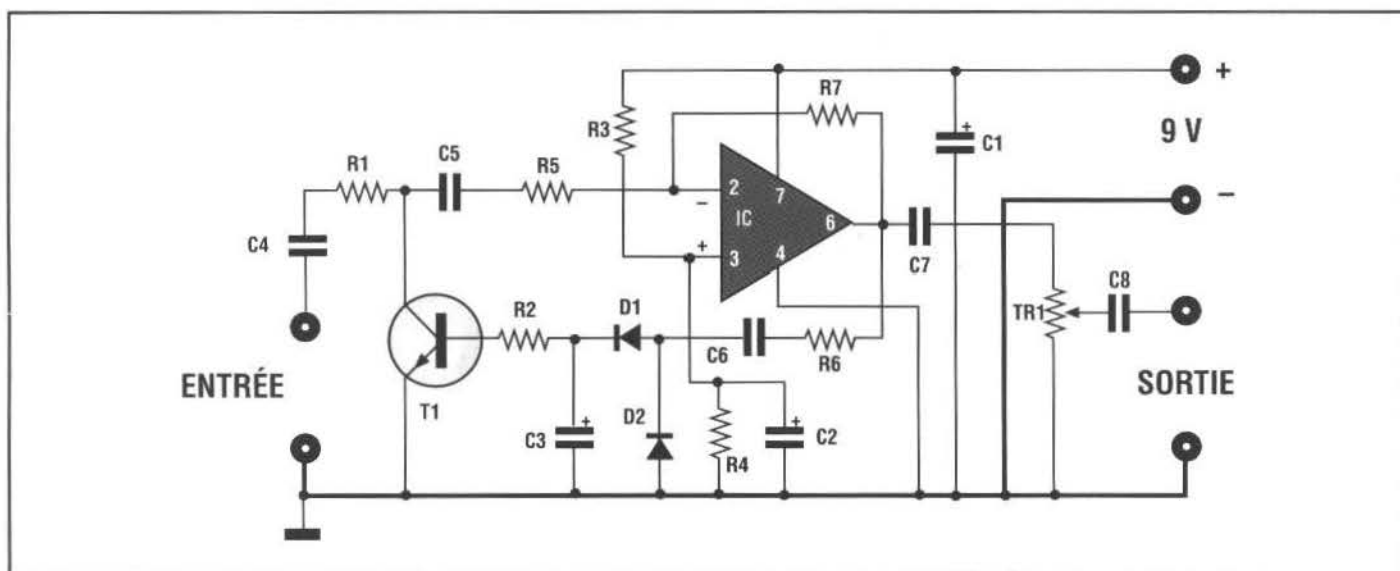 +
R7
R3
+
9 V
C1
R1
C5
R5
2
7
–
–
IC
6
C4
+
3
4
C7
C8
R2
D1
TR1
C6
R6
ENTRÉE
SORTIE
T1
+
+
D2
C3
R4
C2